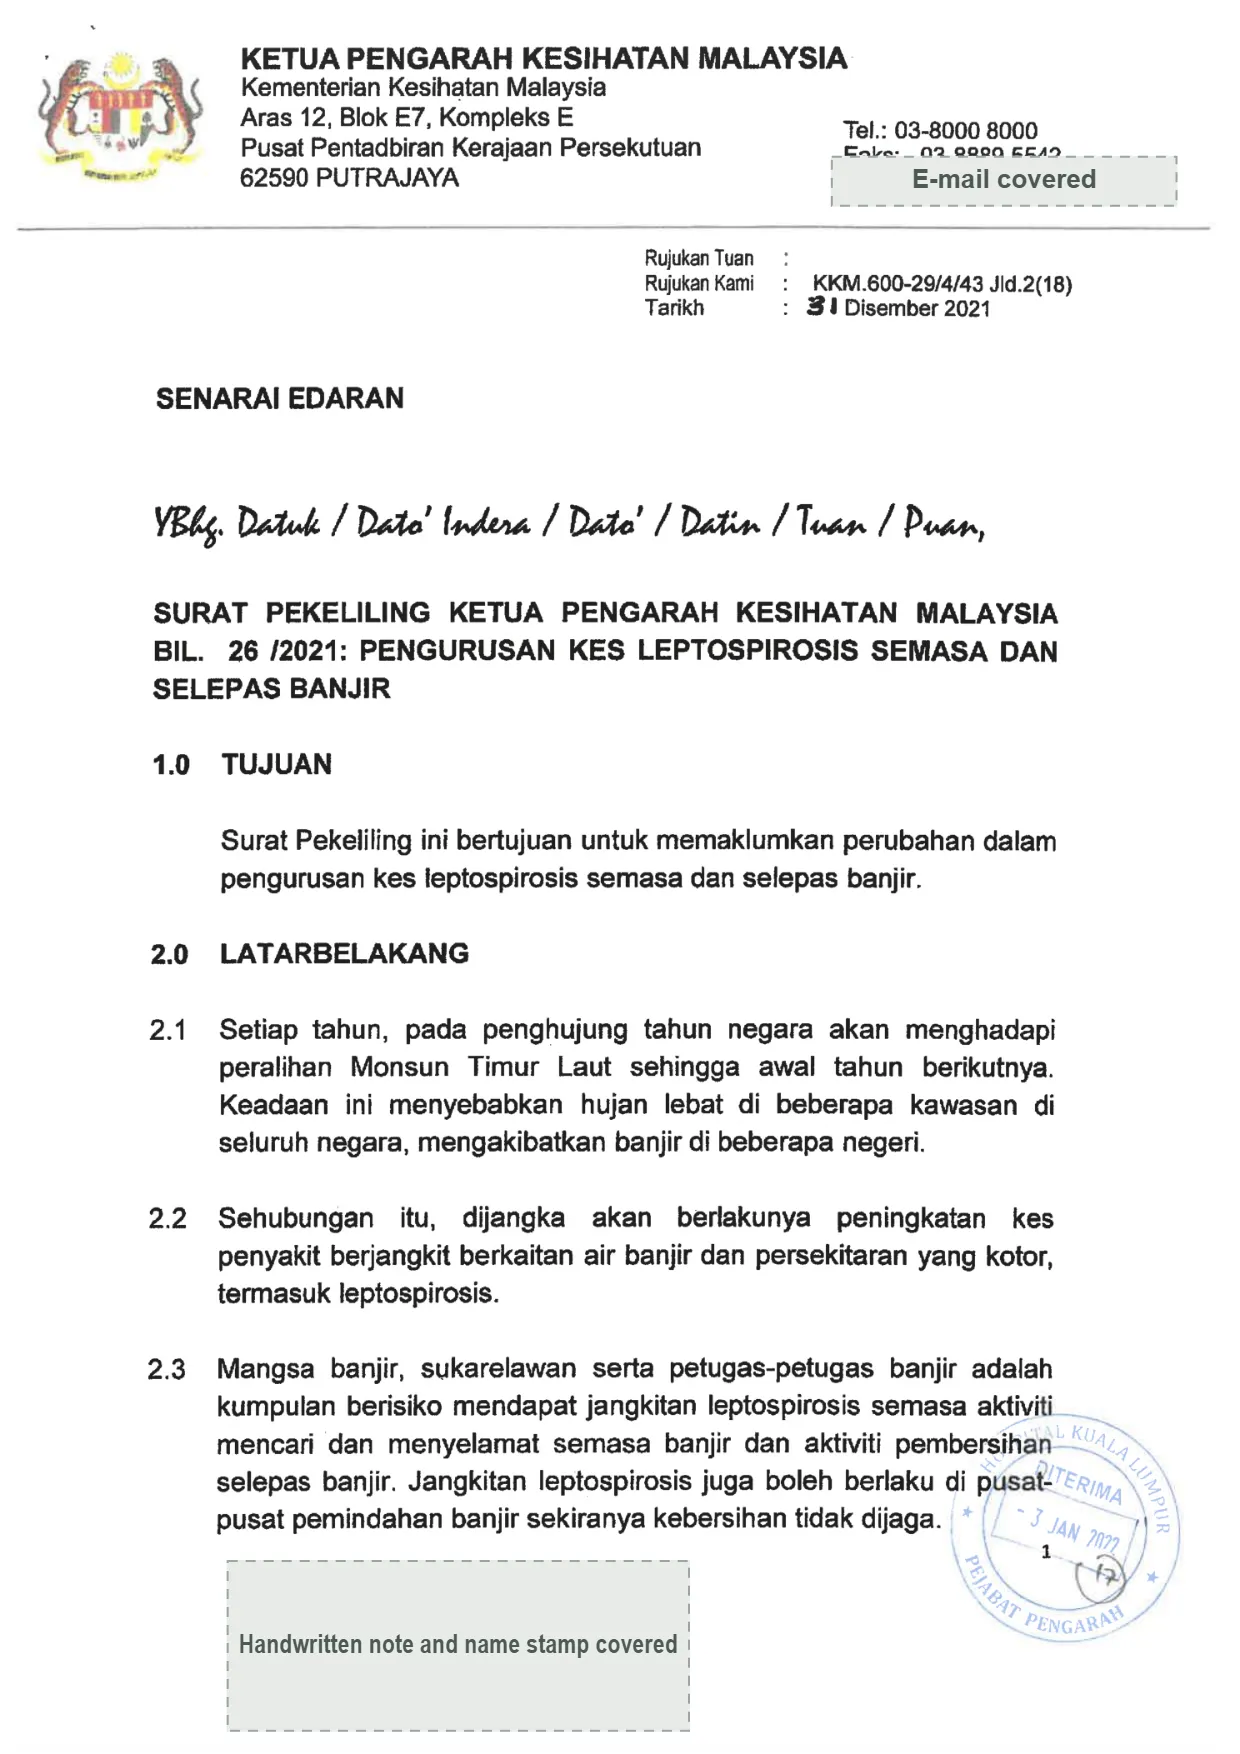 KETUA PENGARAH KESIHATAN MALAYSIA
Kementerian Kesihatan Malaysia
Aras 12, Blok E7, Kompleks E
Pusat Pentadbiran Kerajaan Persekutuan
62590 PUTRAJAYA
Tel.: 03-8000 8000
Faks: 03-8889 5542
E-mail covered
Rujukan Tuan :
Rujukan Kami : KKM.600-29/4/43 Jld.2(18)
Tarikh : 31 Disember 2021
SENARAI EDARAN
YBhg. Datuk / Dato' Indera / Dato' / Datin / Tuan / Puan,
SURAT PEKELILING KETUA PENGARAH KESIHATAN MALAYSIA
BIL. 26 /2021: PENGURUSAN KES LEPTOSPIROSIS SEMASA DAN
SELEPAS BANJIR
1.0 TUJUAN
Surat Pekeliling ini bertujuan untuk memaklumkan perubahan dalam
pengurusan kes leptospirosis semasa dan selepas banjir.
2.0 LATARBELAKANG
2.1 Setiap tahun, pada penghujung tahun negara akan menghadapi
peralihan Monsun Timur Laut sehingga awal tahun berikutnya.
Keadaan ini menyebabkan hujan lebat di beberapa kawasan di
seluruh negara, mengakibatkan banjir di beberapa negeri.
2.2 Sehubungan itu, dijangka akan berlakunya peningkatan kes
penyakit berjangkit berkaitan air banjir dan persekitaran yang kotor,
termasuk leptospirosis.
2.3 Mangsa banjir, sukarelawan serta petugas-petugas banjir adalah
kumpulan berisiko mendapat jangkitan leptospirosis semasa aktiviti
mencari dan menyelamat semasa banjir dan aktiviti pembersihan
selepas banjir. Jangkitan leptospirosis juga boleh berlaku di pusat-
pusat pemindahan banjir sekiranya kebersihan tidak dijaga.
HOSPITAL KUALA LUMPUR
DITERIMA
- 3 JAN 2022
1
17
PEJABAT PENGARAH
Handwritten note and name stamp covered